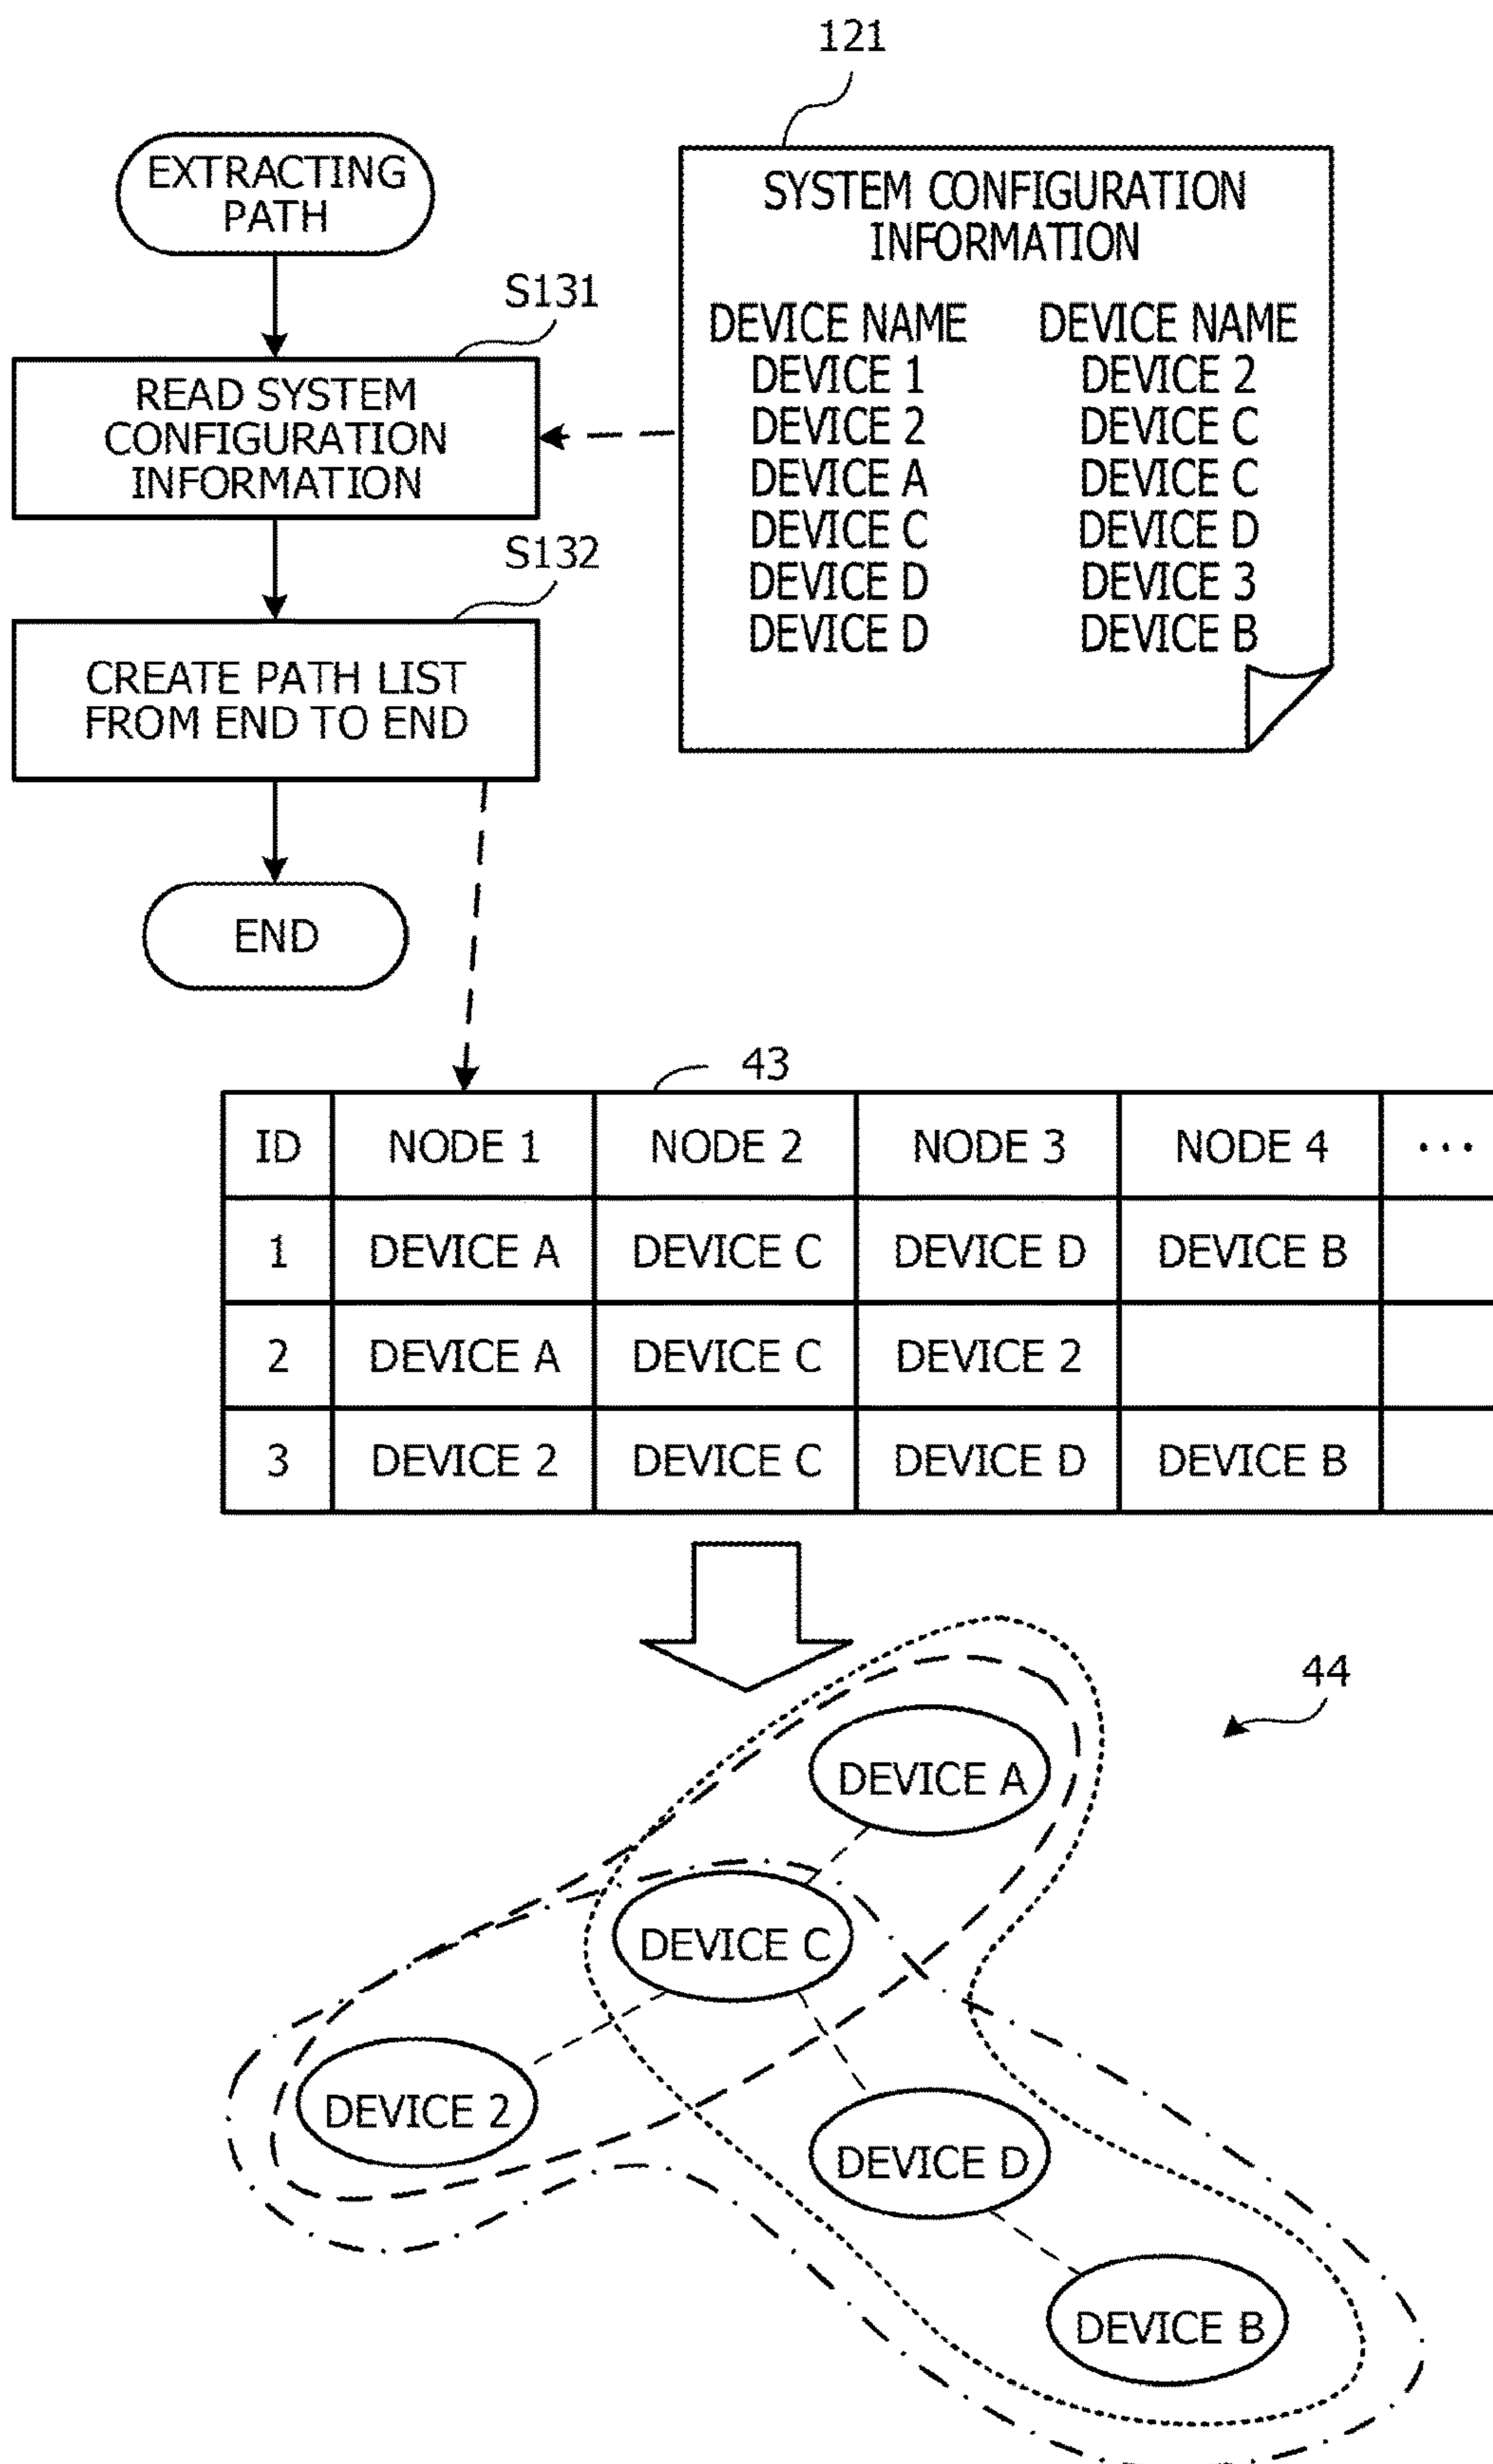 121
EXTRACTING
PATH
SYSTEM CONFIGURATION
INFORMATION
DEVICE NAME DEVICE NAME
DEVICE 1 DEVICE 2
DEVICE 2 DEVICE C
DEVICE A DEVICE C
DEVICE C DEVICE D
DEVICE D DEVICE 3
DEVICE D DEVICE B
S131
READ SYSTEM
CONFIGURATION
INFORMATION
S132
CREATE PATH LIST
FROM END TO END
END
43
ID NODE 1 NODE 2 NODE 3 NODE 4 ...
1 DEVICE A DEVICE C DEVICE D DEVICE B
2 DEVICE A DEVICE C DEVICE 2
3 DEVICE 2 DEVICE C DEVICE D DEVICE B
44
DEVICE A
DEVICE C
DEVICE 2
DEVICE D
DEVICE B